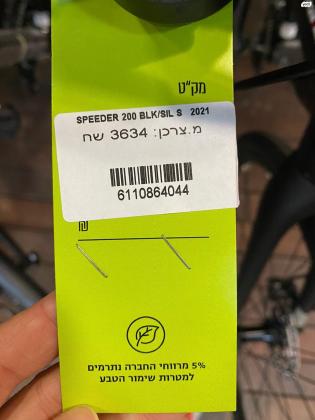 מק"ט
SPEEDER 200 BLK/SIL S 2021
מ.צרכן: 3634 שח
6110864044
₪
5% מרווחי החברה נתרמים
למטרות שימור הטבע